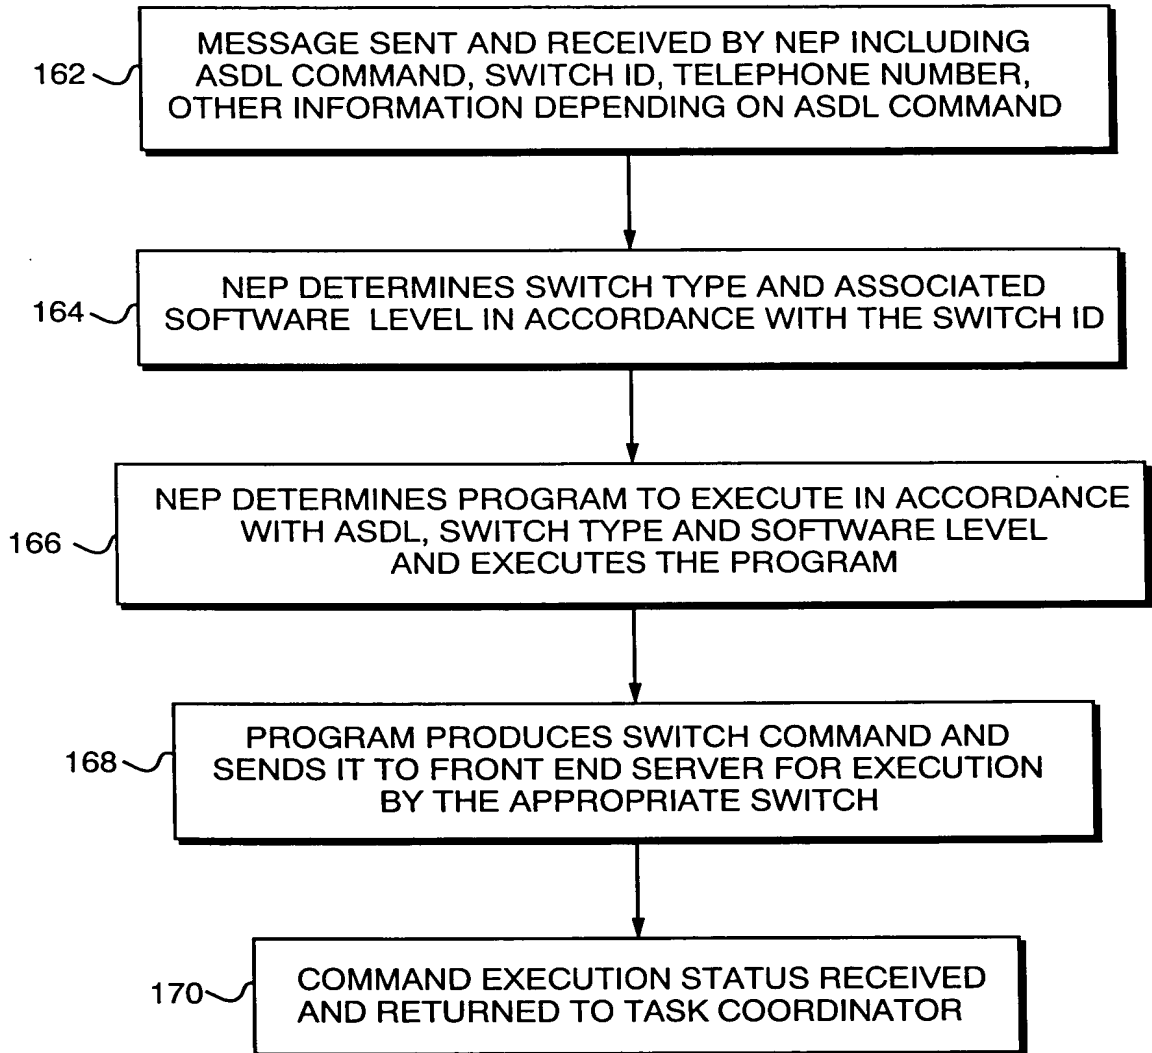 162
MESSAGE SENT AND RECEIVED BY NEP INCLUDING
ASDL COMMAND, SWITCH ID, TELEPHONE NUMBER,
OTHER INFORMATION DEPENDING ON ASDL COMMAND
164
NEP DETERMINES SWITCH TYPE AND ASSOCIATED
SOFTWARE LEVEL IN ACCORDANCE WITH THE SWITCH ID
166
NEP DETERMINES PROGRAM TO EXECUTE IN ACCORDANCE
WITH ASDL, SWITCH TYPE AND SOFTWARE LEVEL
AND EXECUTES THE PROGRAM
168
PROGRAM PRODUCES SWITCH COMMAND AND
SENDS IT TO FRONT END SERVER FOR EXECUTION
BY THE APPROPRIATE SWITCH
170
COMMAND EXECUTION STATUS RECEIVED
AND RETURNED TO TASK COORDINATOR